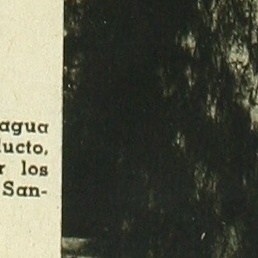 agua
ducto,
r los
San-